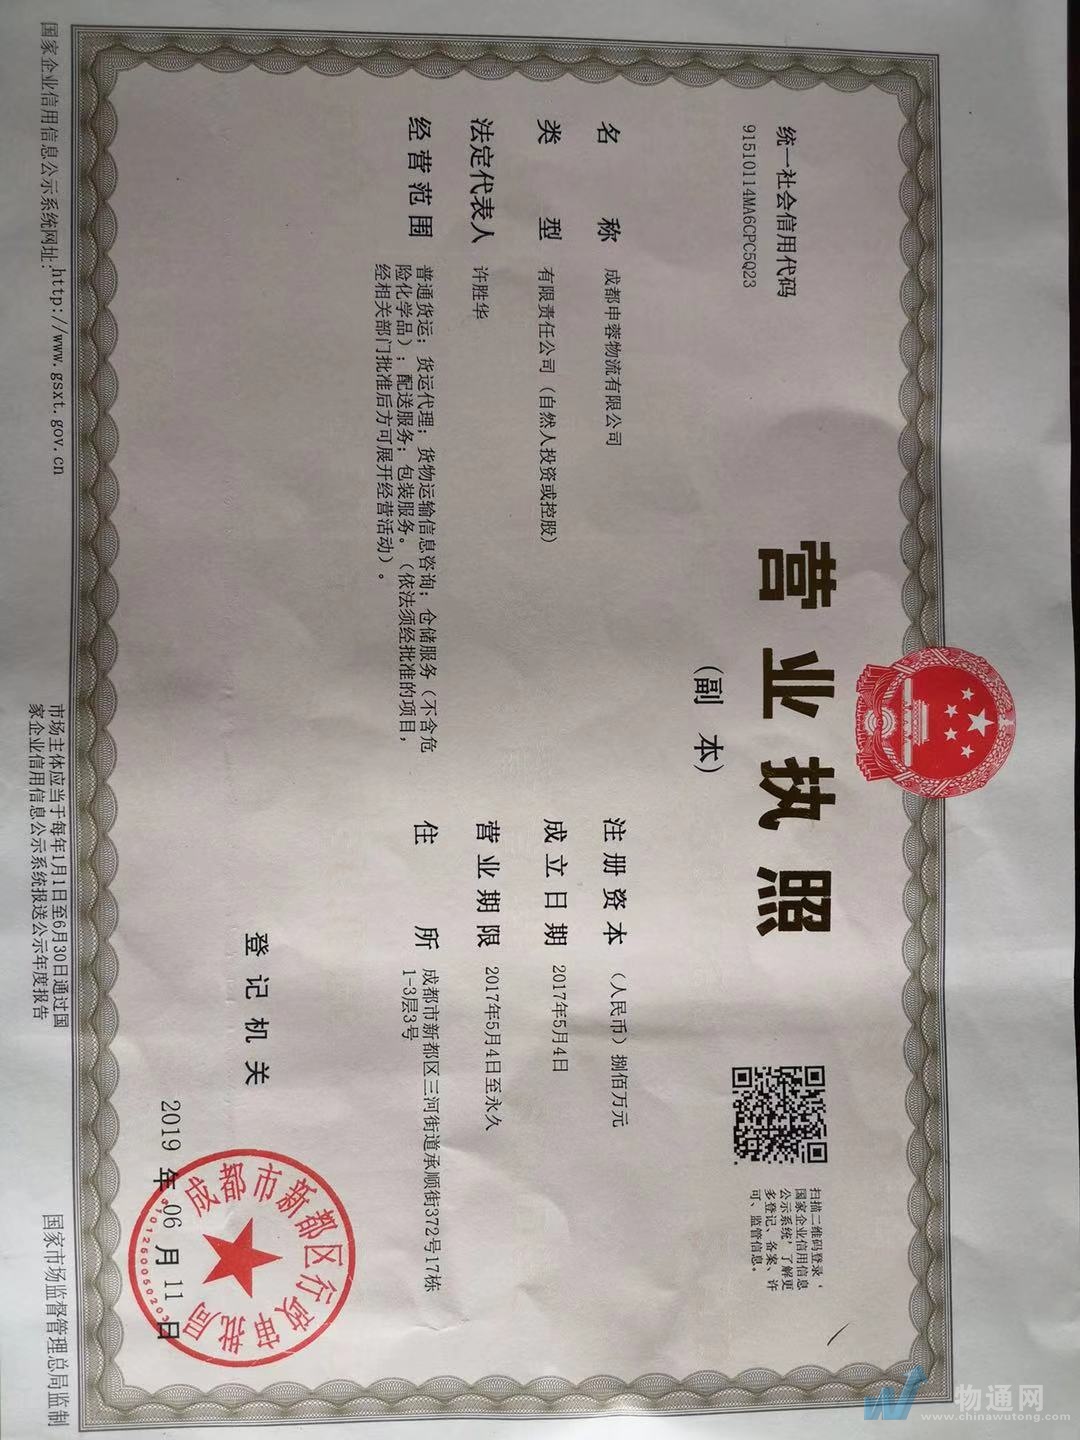 统一社会信用代码
91510114MA6CPC5Q23
营业执照
(副 本)
扫描二维码登录‘
国家企业信用信息
公示系统’了解更
多登记、备案、许
可、监管信息。
名 称 成都申蓉物流有限公司
类 型 有限责任公司（自然人投资或控股）
法定代表人 许胜华
经营范围 普通货运；货运代理；货物运输信息咨询；仓储服务（不含危
险化学品）；配送服务；包装服务。（依法须经批准的项目，
经相关部门批准后方可展开经营活动）。
注册资本 （人民币）捌佰万元
成立日期 2017年5月4日
营业期限 2017年5月4日至永久
住 所 成都市新都区三河街道承顺街372号17栋
1-3层3号
登记机关
成都市新都区行政审批局
2019 年 06 月 11 日
国家企业信用信息公示系统网址:http://www.gsxt.gov.cn
市场主体应当于每年1月1日至6月30日通过国
家企业信用信息公示系统报送公示年度报告
国家市场监督管理总局监制
物通网
www.chinawutong.com